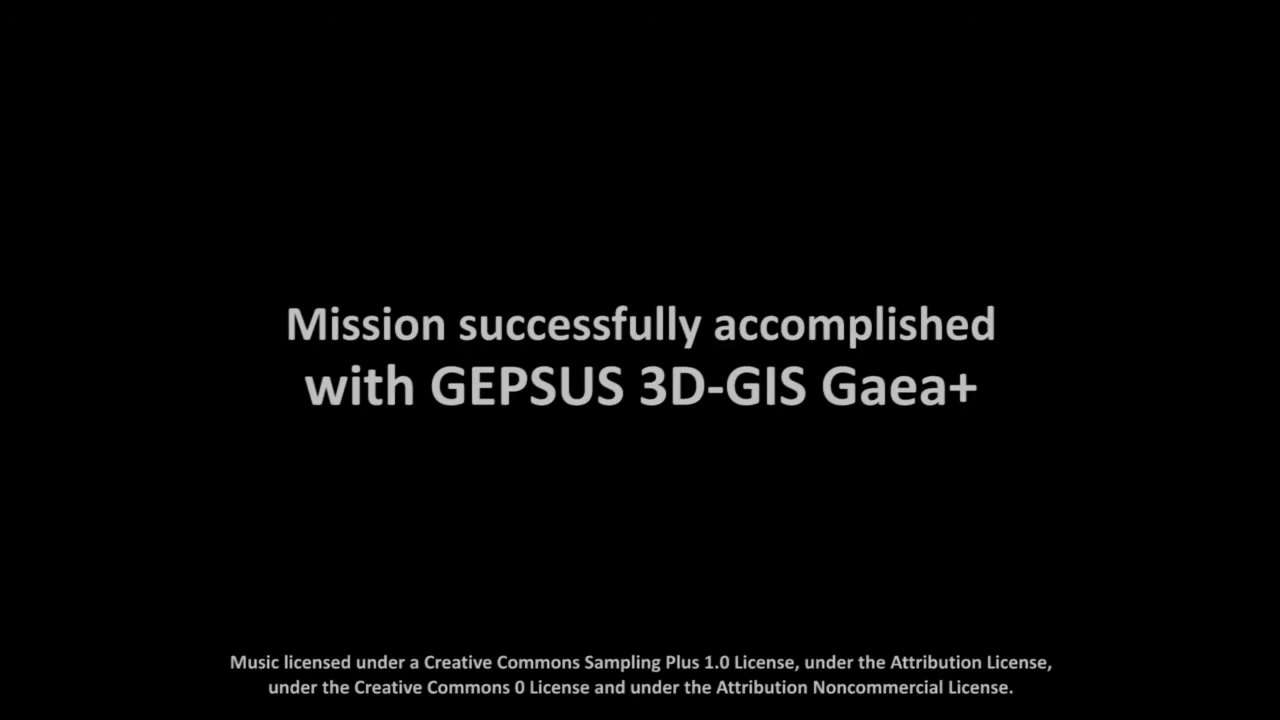 Mission successfully accomplished
with GEPSUS 3D-GIS Gaea+
Music licensed under a Creative Commons Sampling Plus 1.0 License, under the Attribution License,
under the Creative Commons 0 License and under the Attribution Noncommercial License.